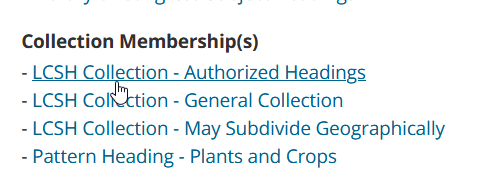 Collection Membership(s)
- LCSH Collection - Authorized Headings
- LCSH Collection - General Collection
- LCSH Collection - May Subdivide Geographically
- Pattern Heading - Plants and Crops